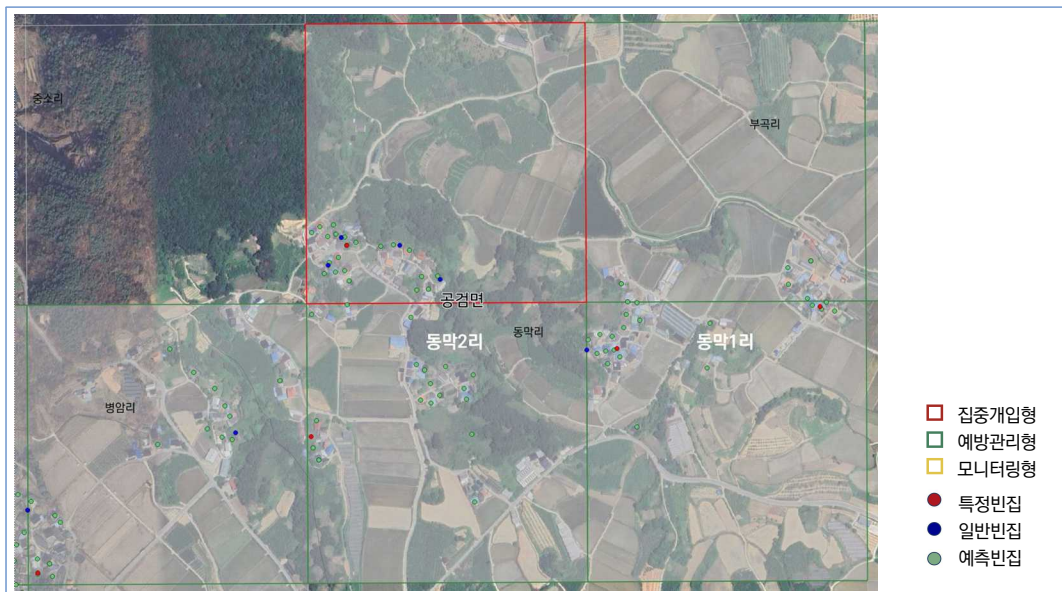 중소리
부곡리
공검면
동막2리
동막리
동막1리
병암리
집중개입형
예방관리형
모니터링형
특정빈집
일반빈집
예측빈집